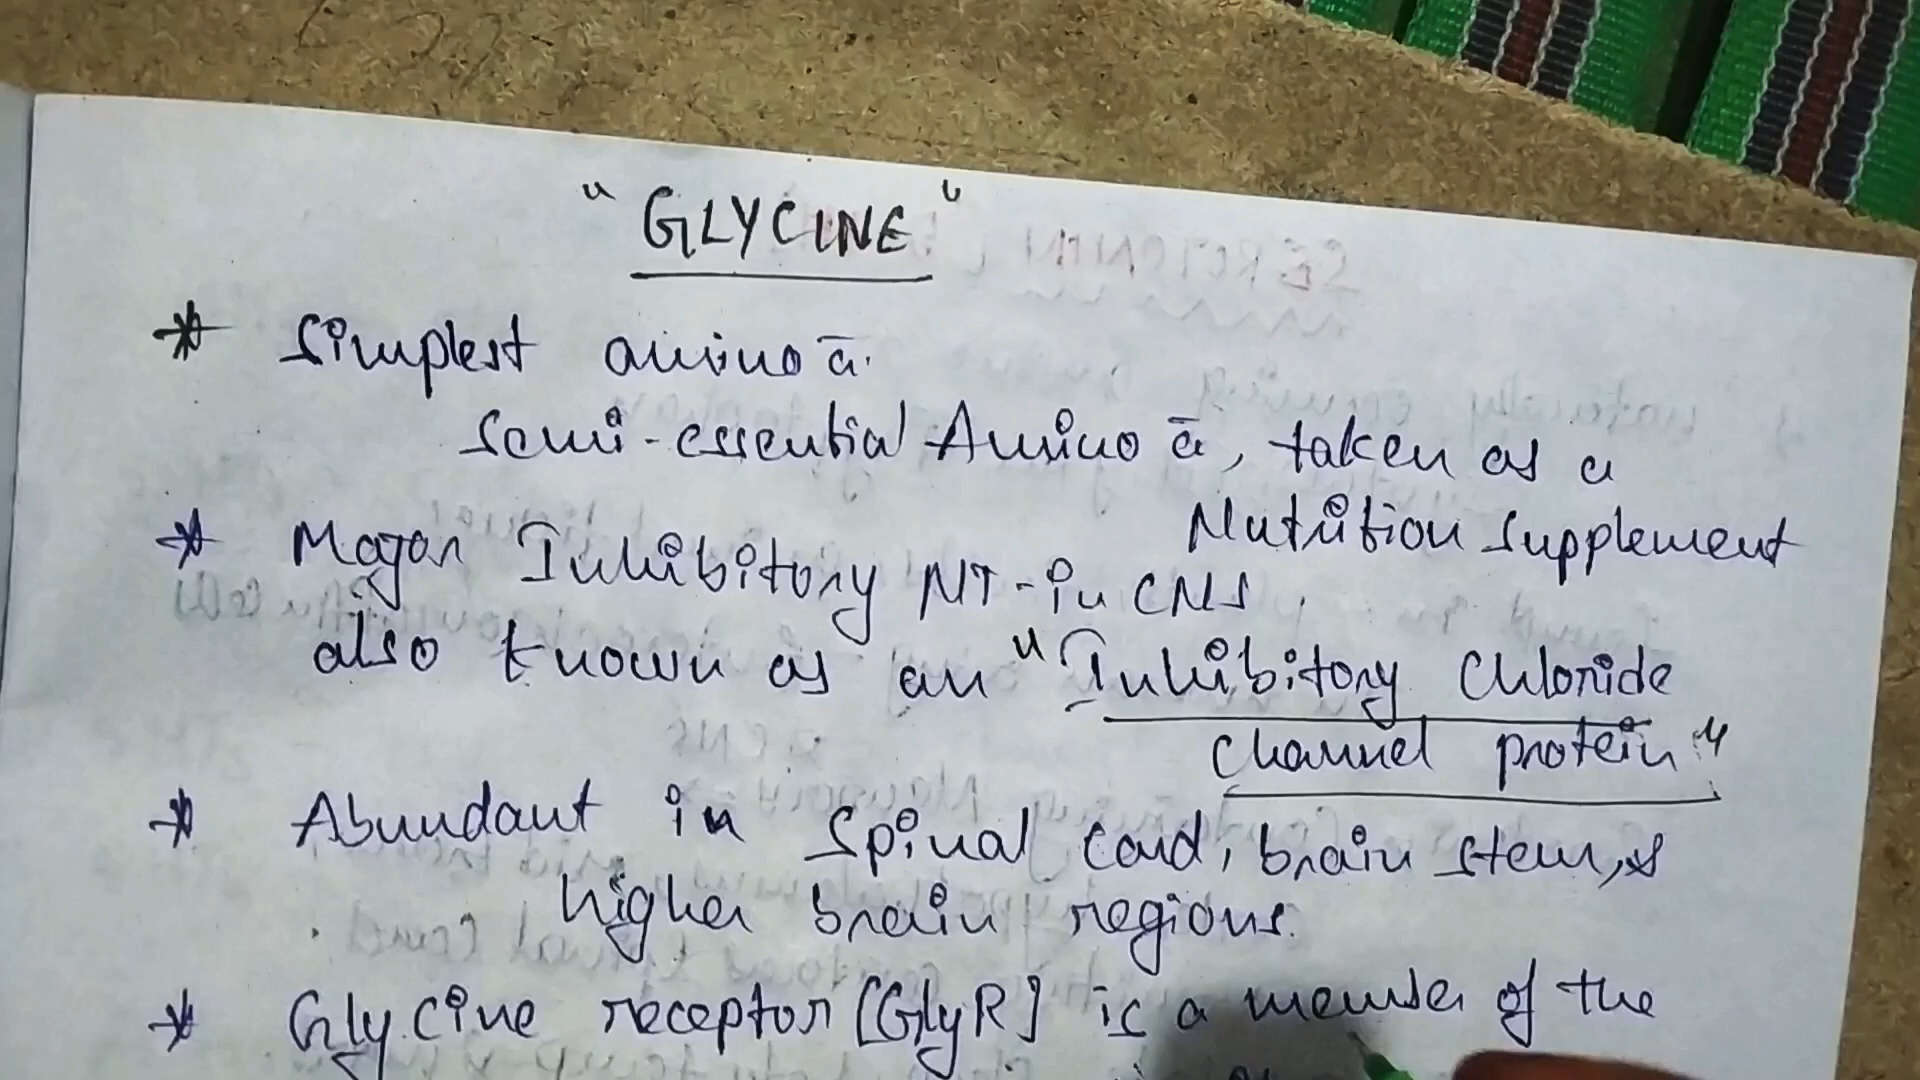 "GLYCINE"
* Simplest amino ā.
semi-essential Amino ā, taken as a
Nutrition supplement
* Major Inhibitory NT-in CNS
also known as an "Inhibitory Chloride
channel protein"
* Abundant in Spinal cord, brain stem, &
higher brain regions.
* Glycine receptor [GlyR] is a member of the